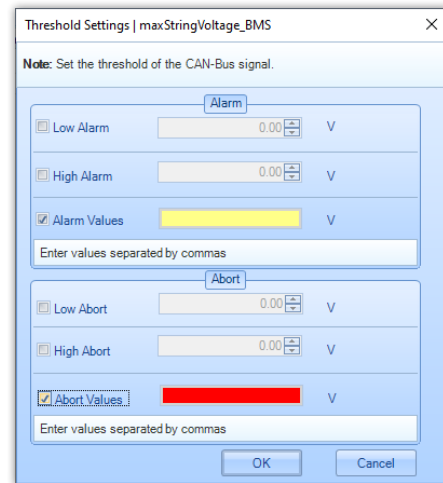 Threshold Settings | maxStringVoltage_BMS
Note: Set the threshold of the CAN-Bus signal.
Alarm
Low Alarm 0.00 V
High Alarm 0.00 V
Alarm Values V
Enter values separated by commas
Abort
Low Abort 0.00 V
High Abort 0.00 V
Abort Values V
Enter values separated by commas
OK Cancel